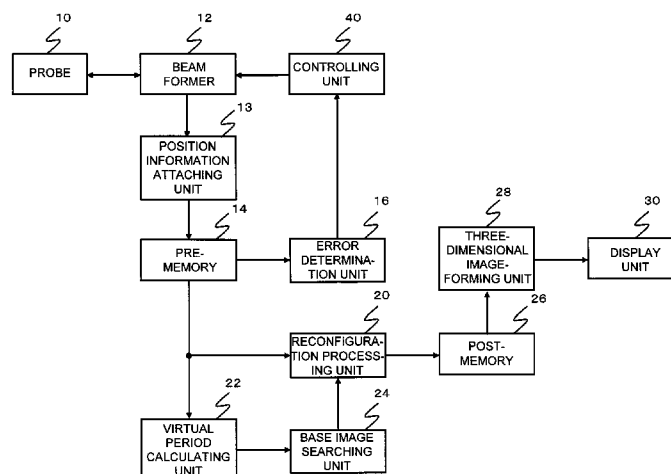 10
12
40
PROBE
BEAM
FORMER
CONTROLLING
UNIT
13
POSITION
INFORMATION
ATTACHING
UNIT
14
16
28
30
PRE-
MEMORY
ERROR
DETERMINA-
TION UNIT
THREE-
DIMENSIONAL
IMAGE-
FORMING UNIT
DISPLAY
UNIT
20
26
RECONFIGURA-
TION PROCESS-
ING UNIT
POST-
MEMORY
22
24
VIRTUAL
PERIOD
CALCULATING
UNIT
BASE IMAGE
SEARCHING
UNIT